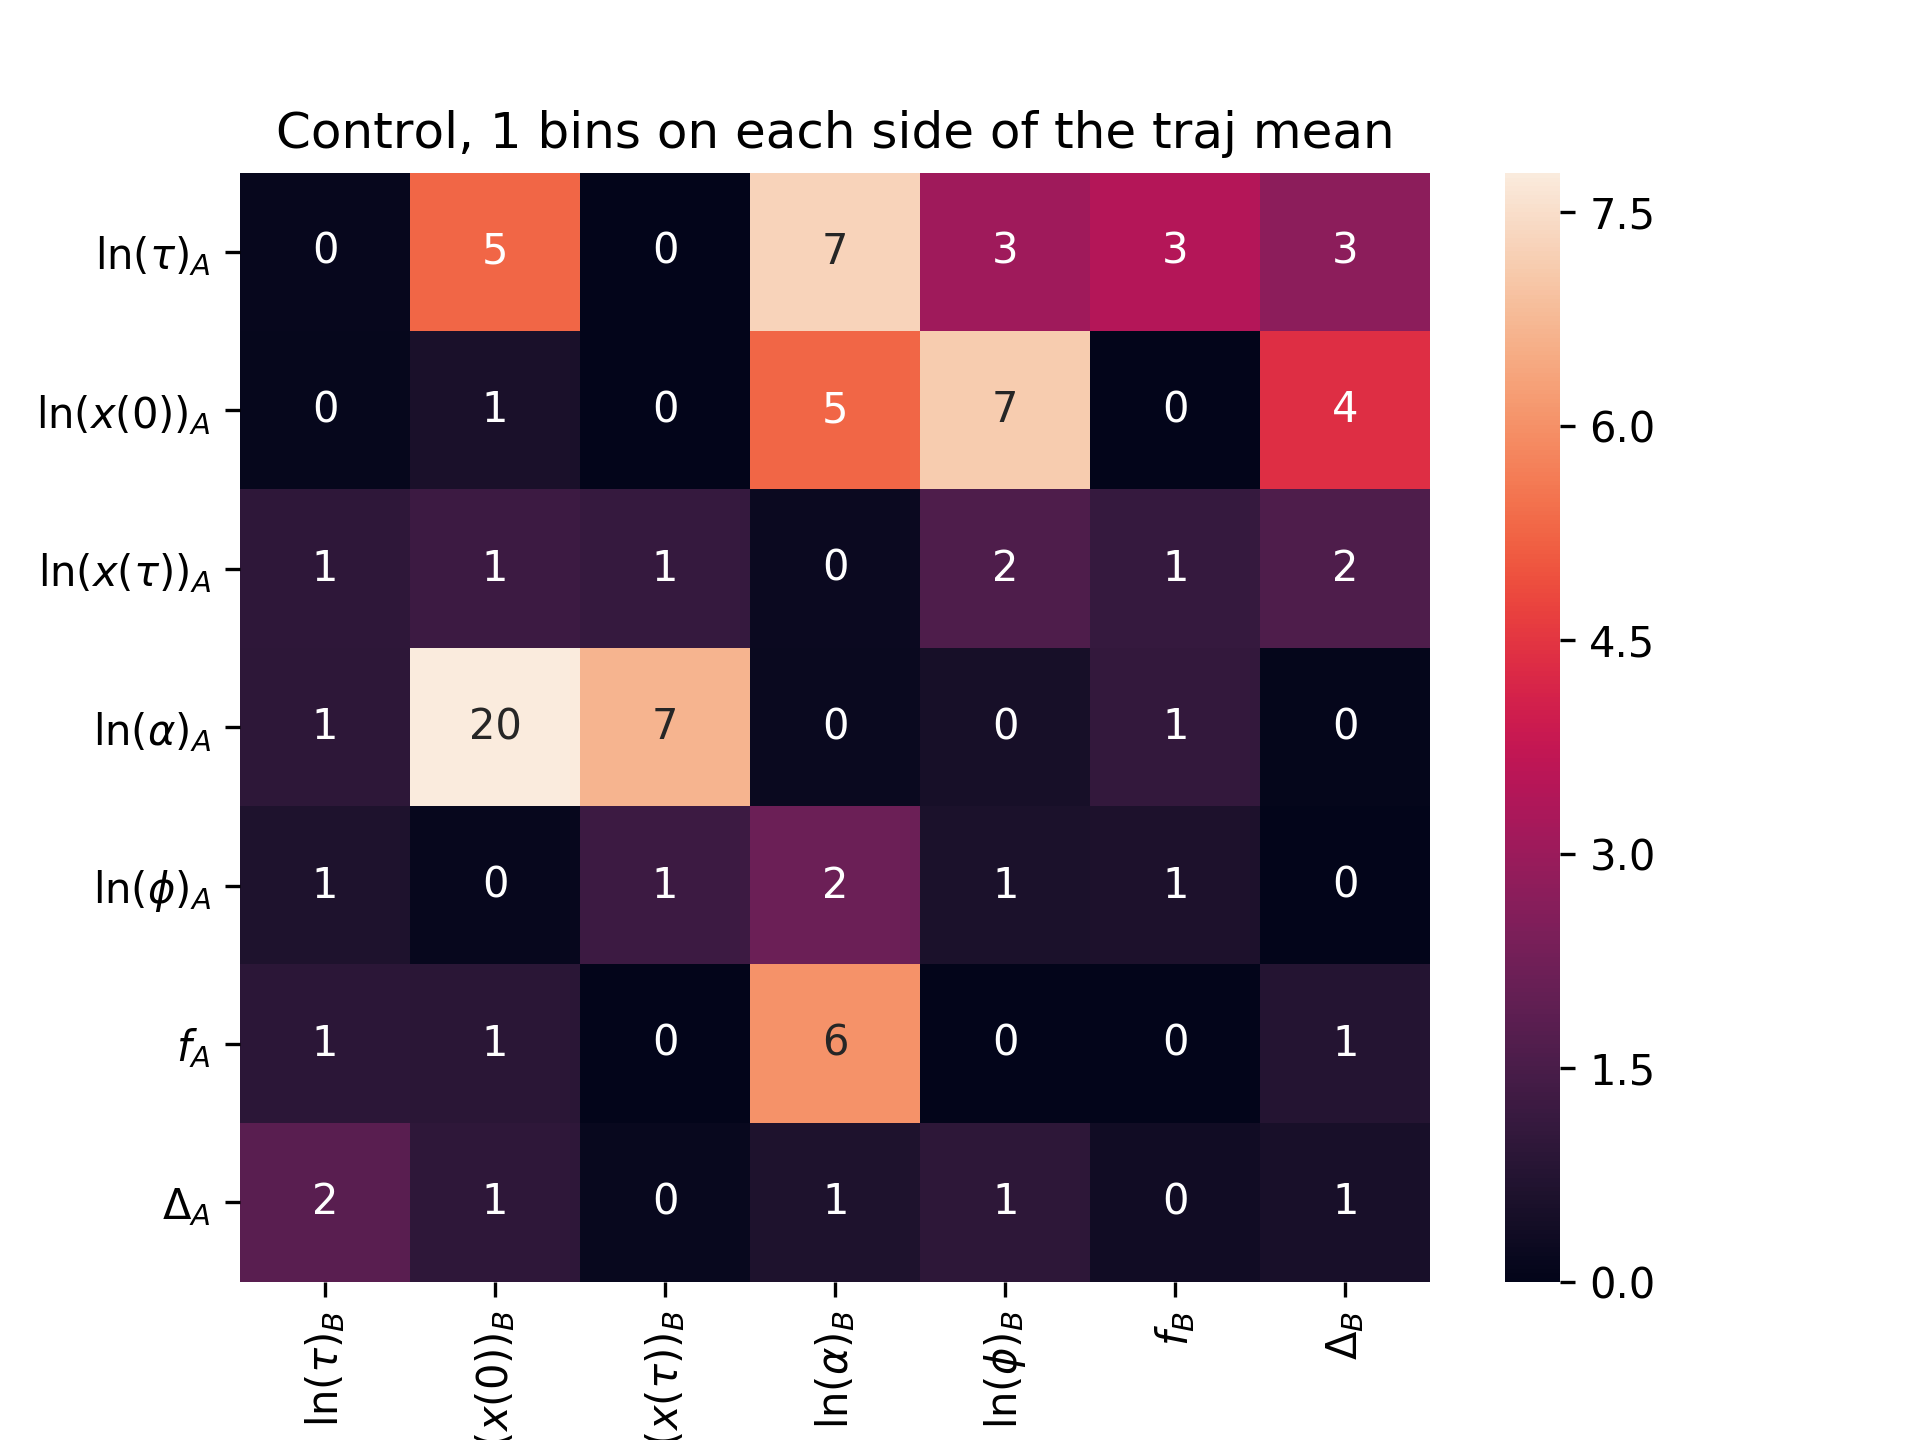 Control, 1 bins on each side of the traj mean
ln(τ)A 0 5 0 7 3 3 3
ln(x(0))A 0 1 0 5 7 0 4
ln(x(τ))A 1 1 1 0 2 1 2
ln(α)A 1 20 7 0 0 1 0
ln(ϕ)A 1 0 1 2 1 1 0
fA 1 1 0 6 0 0 1
ΔA 2 1 0 1 1 0 1
ln(τ)B (x(0))B (x(τ))B ln(α)B ln(ϕ)B fB ΔB
7.5
6.0
4.5
3.0
1.5
0.0